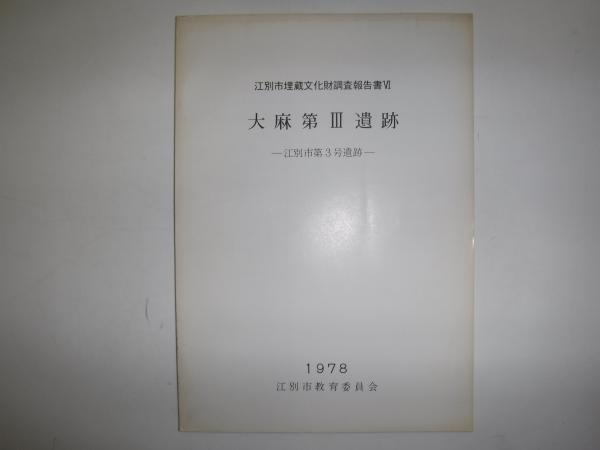 江別市埋蔵文化財調査報告書Ⅵ
大麻第Ⅲ遺跡
—江別市第3号遺跡—
1978
江別市教育委員会